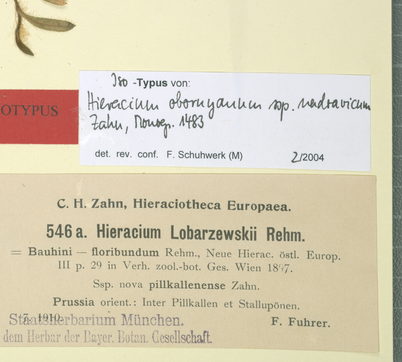 Iso -Typus von:
Hieracium obornyanum ssp. nadravicum
Zahn, Monogr. 1483
OTYPUS
det. rev. conf. F. Schuhwerk (M) 2/2004
C. H. Zahn, Hieraciotheca Europaea.
546 a. Hieracium Lobarzewskii Rehm.
= Bauhini — floribundum Rehm., Neue Hierac. östl. Europ.
III p. 29 in Verh. zool.-bot. Ges. Wien
Ssp. nova pillkallenense Zahn.
Prussia orient.: Inter Pillkallen et Stallupönen.
1910. F. Fuhrer.
Staatsherbarium München.
dem Herbar der Bayer. Botan. Gesellschaft.